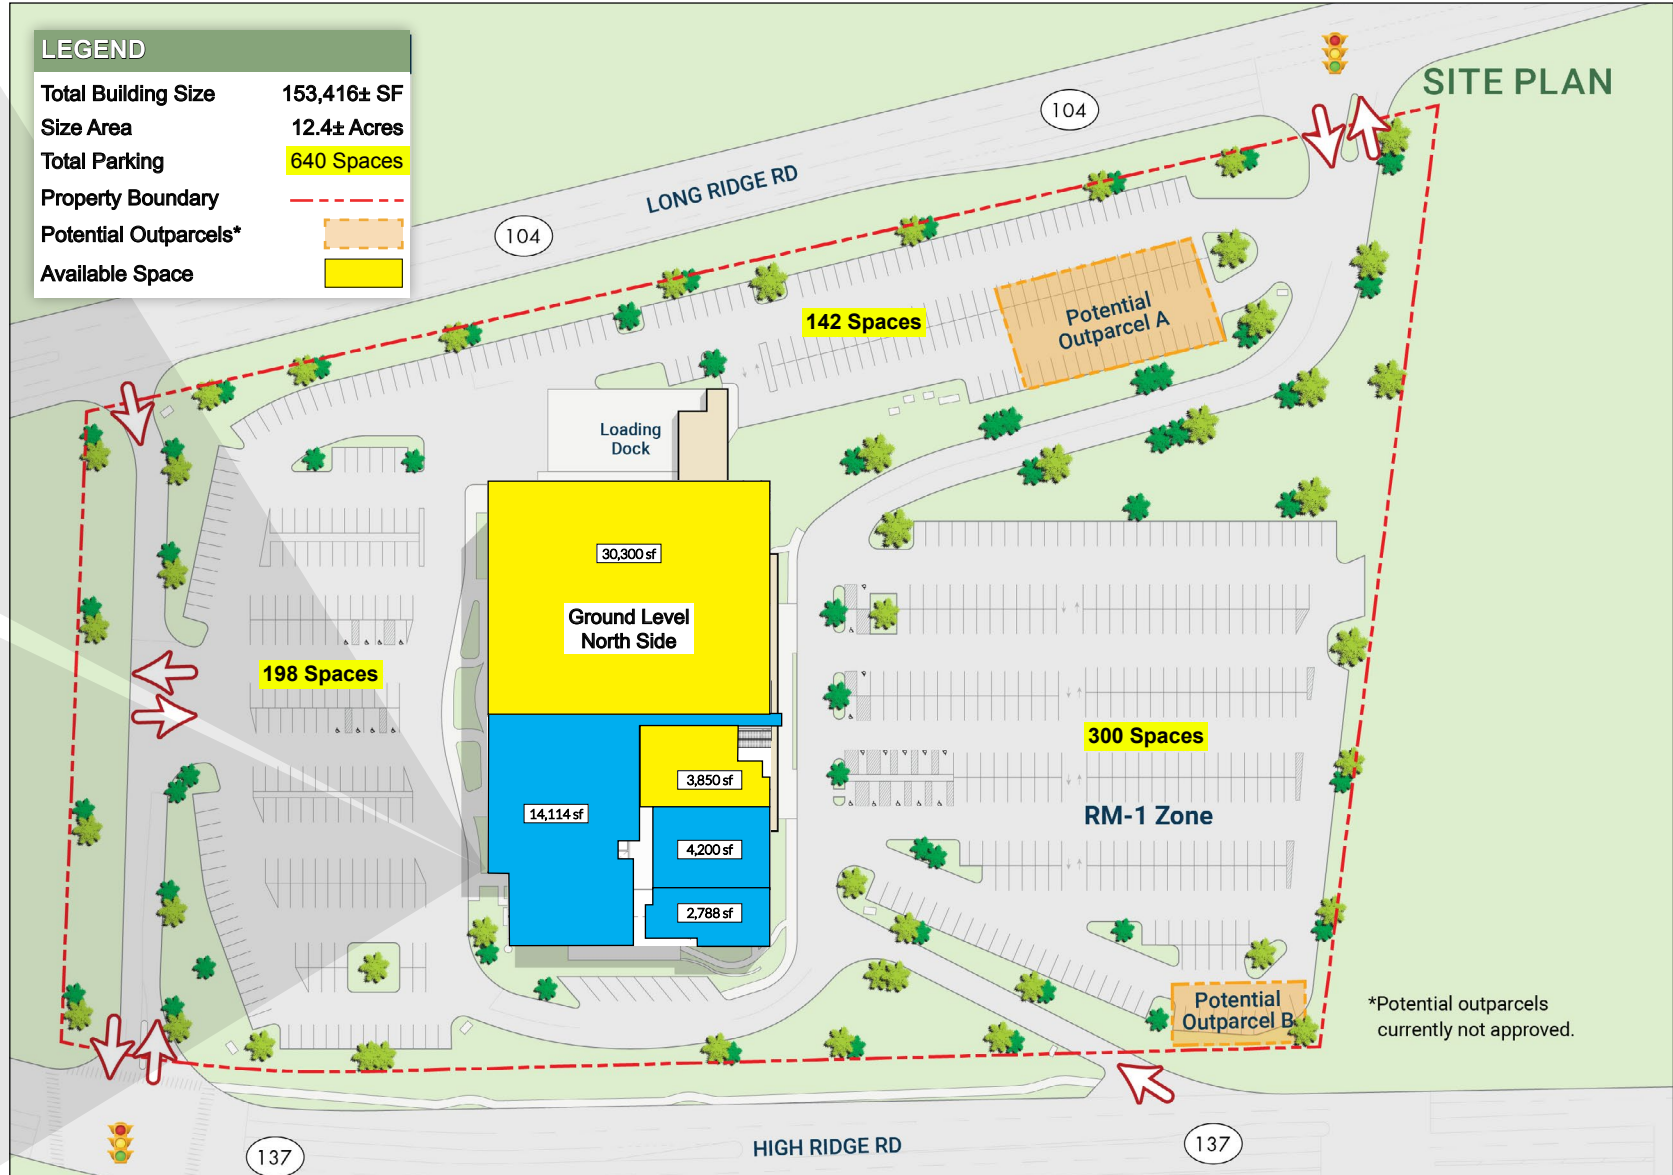 LEGEND
Total Building Size 153,416± SF
Size Area 12.4± Acres
Total Parking 640 Spaces
Property Boundary
Potential Outparcels*
Available Space
SITE PLAN
104
LONG RIDGE RD
104
142 Spaces
Potential
Outparcel A
Loading
Dock
30,300 sf
Ground Level
North Side
198 Spaces
300 Spaces
3,850 sf
14,114 sf
RM-1 Zone
4,200 sf
2,788 sf
Potential
Outparcel B
*Potential outparcels
currently not approved.
HIGH RIDGE RD
137
137